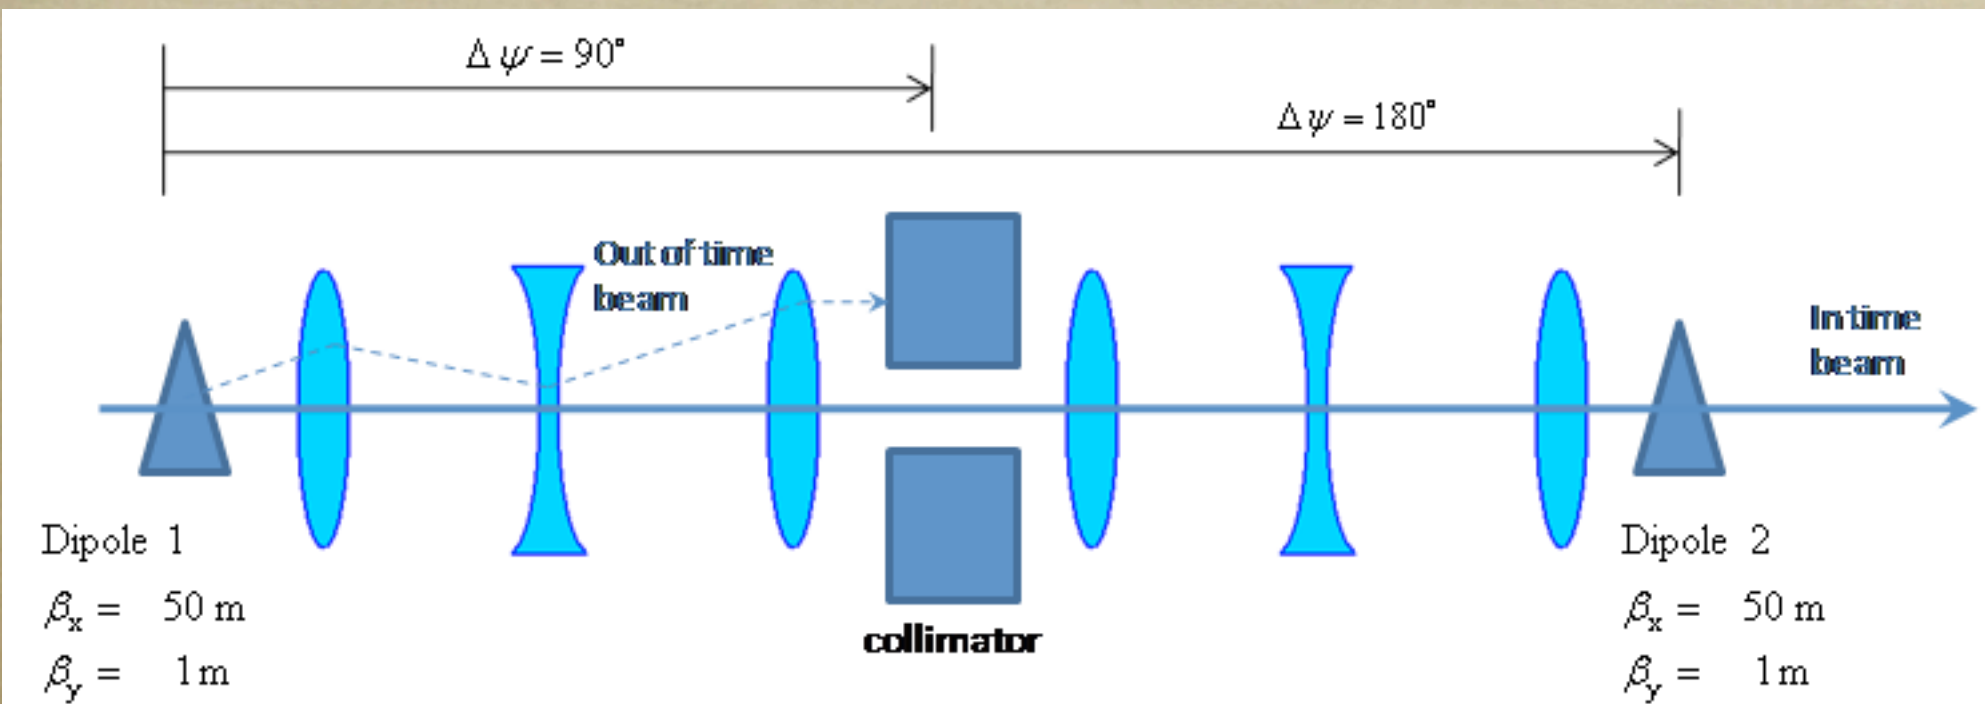 Δψ = 90°
Δψ = 180°
Out of time
beam
In time
beam
collimator
Dipole 1
βx = 50 m
βy = 1 m
Dipole 2
βx = 50 m
βy = 1 m